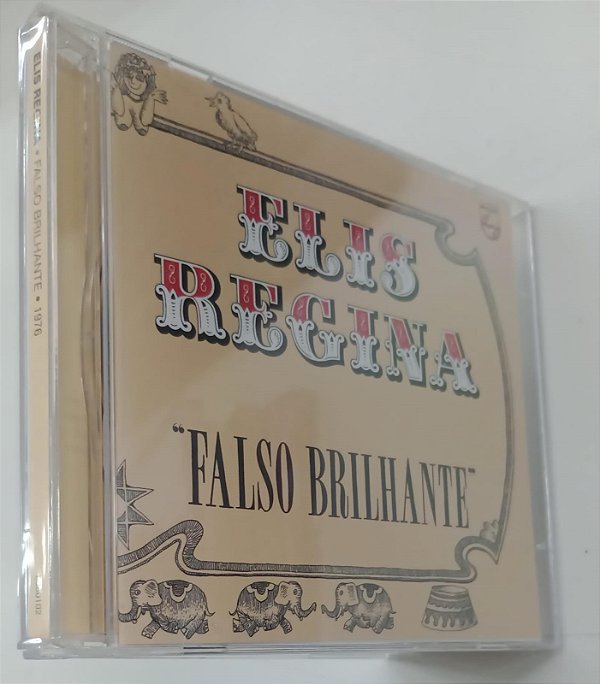 ELIS REGINA • FALSO BRILHANTE • 1976
ELIS
REGINA
"FALSO BRILHANTE"